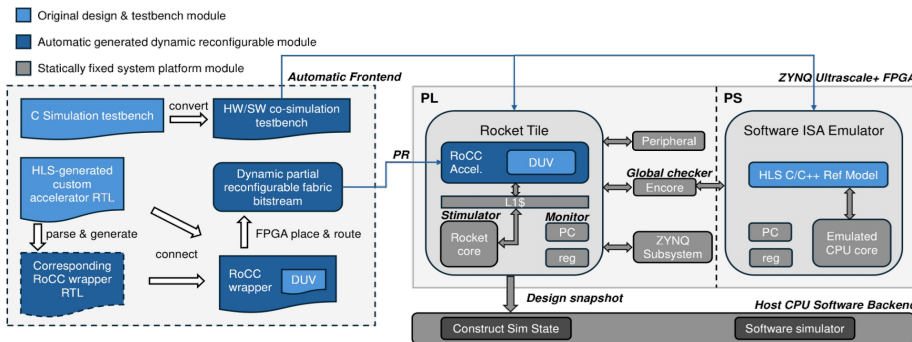 Original design & testbench module
Automatic generated dynamic reconfigurable module
Statically fixed system platform module
Automatic Frontend
C Simulation testbench
convert
HW/SW co-simulation
testbench
HLS-generated
custom
accelerator RTL
Dynamic partial
reconfigurable fabric
bitstream
parse & generate
FPGA place & route
connect
Corresponding
RoCC wrapper
RTL
RoCC
wrapper
DUV
PR
ZYNQ Ultrascale+ FPGA
PL
Rocket Tile
RoCC
Accel.
DUV
L1$
Stimulator
Rocket
core
Monitor
PC
reg
Peripheral
Global checker
Encore
ZYNQ
Subsystem
PS
Software ISA Emulator
HLS C/C++ Ref Model
PC
reg
Emulated
CPU core
Design snapshot
Host CPU Software Backend
Construct Sim State
Software simulator